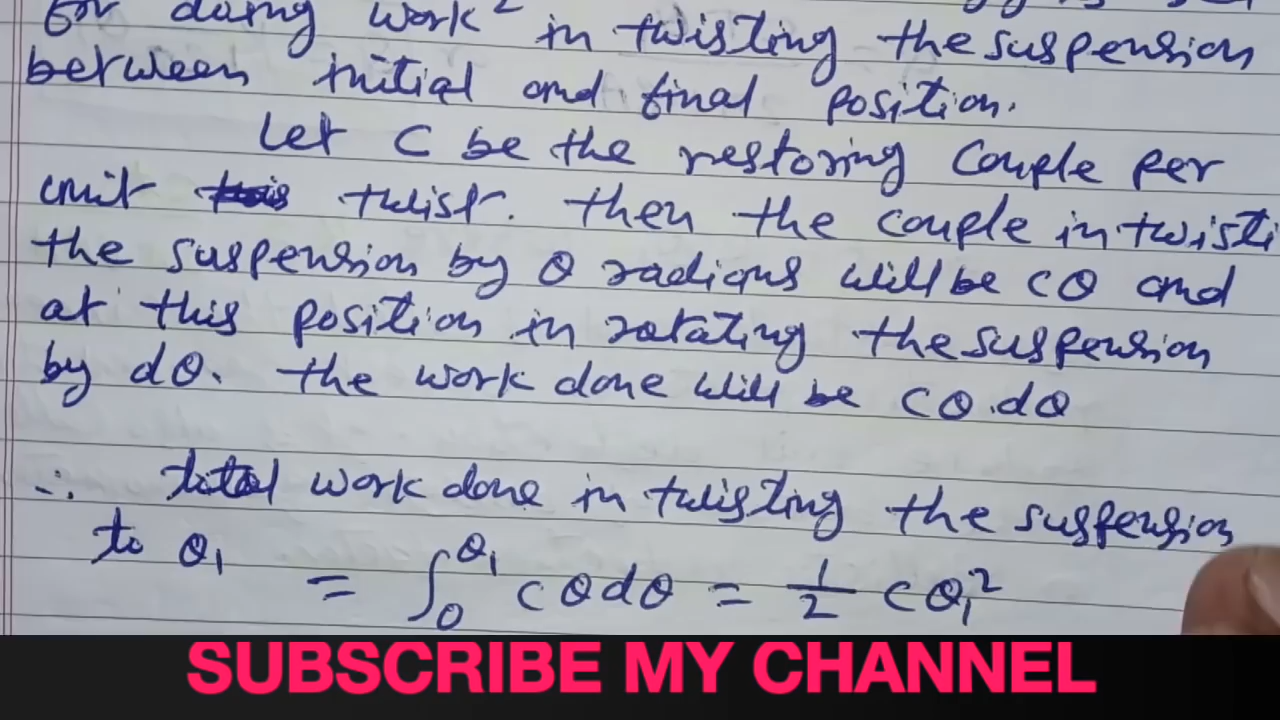 for doing work in twisting the suspension
between initial and final position.
Let C be the restoring couple per
unit twist. then the couple in twisti
the suspension by θ radians will be cθ and
at this position in rotating the suspension
by dθ. the work done will be cθ.dθ
∴ total work done in twisting the suspension
to θ₁
= ∫₀^θ₁ cθdθ = 1/2 cθ₁²
SUBSCRIBE MY CHANNEL